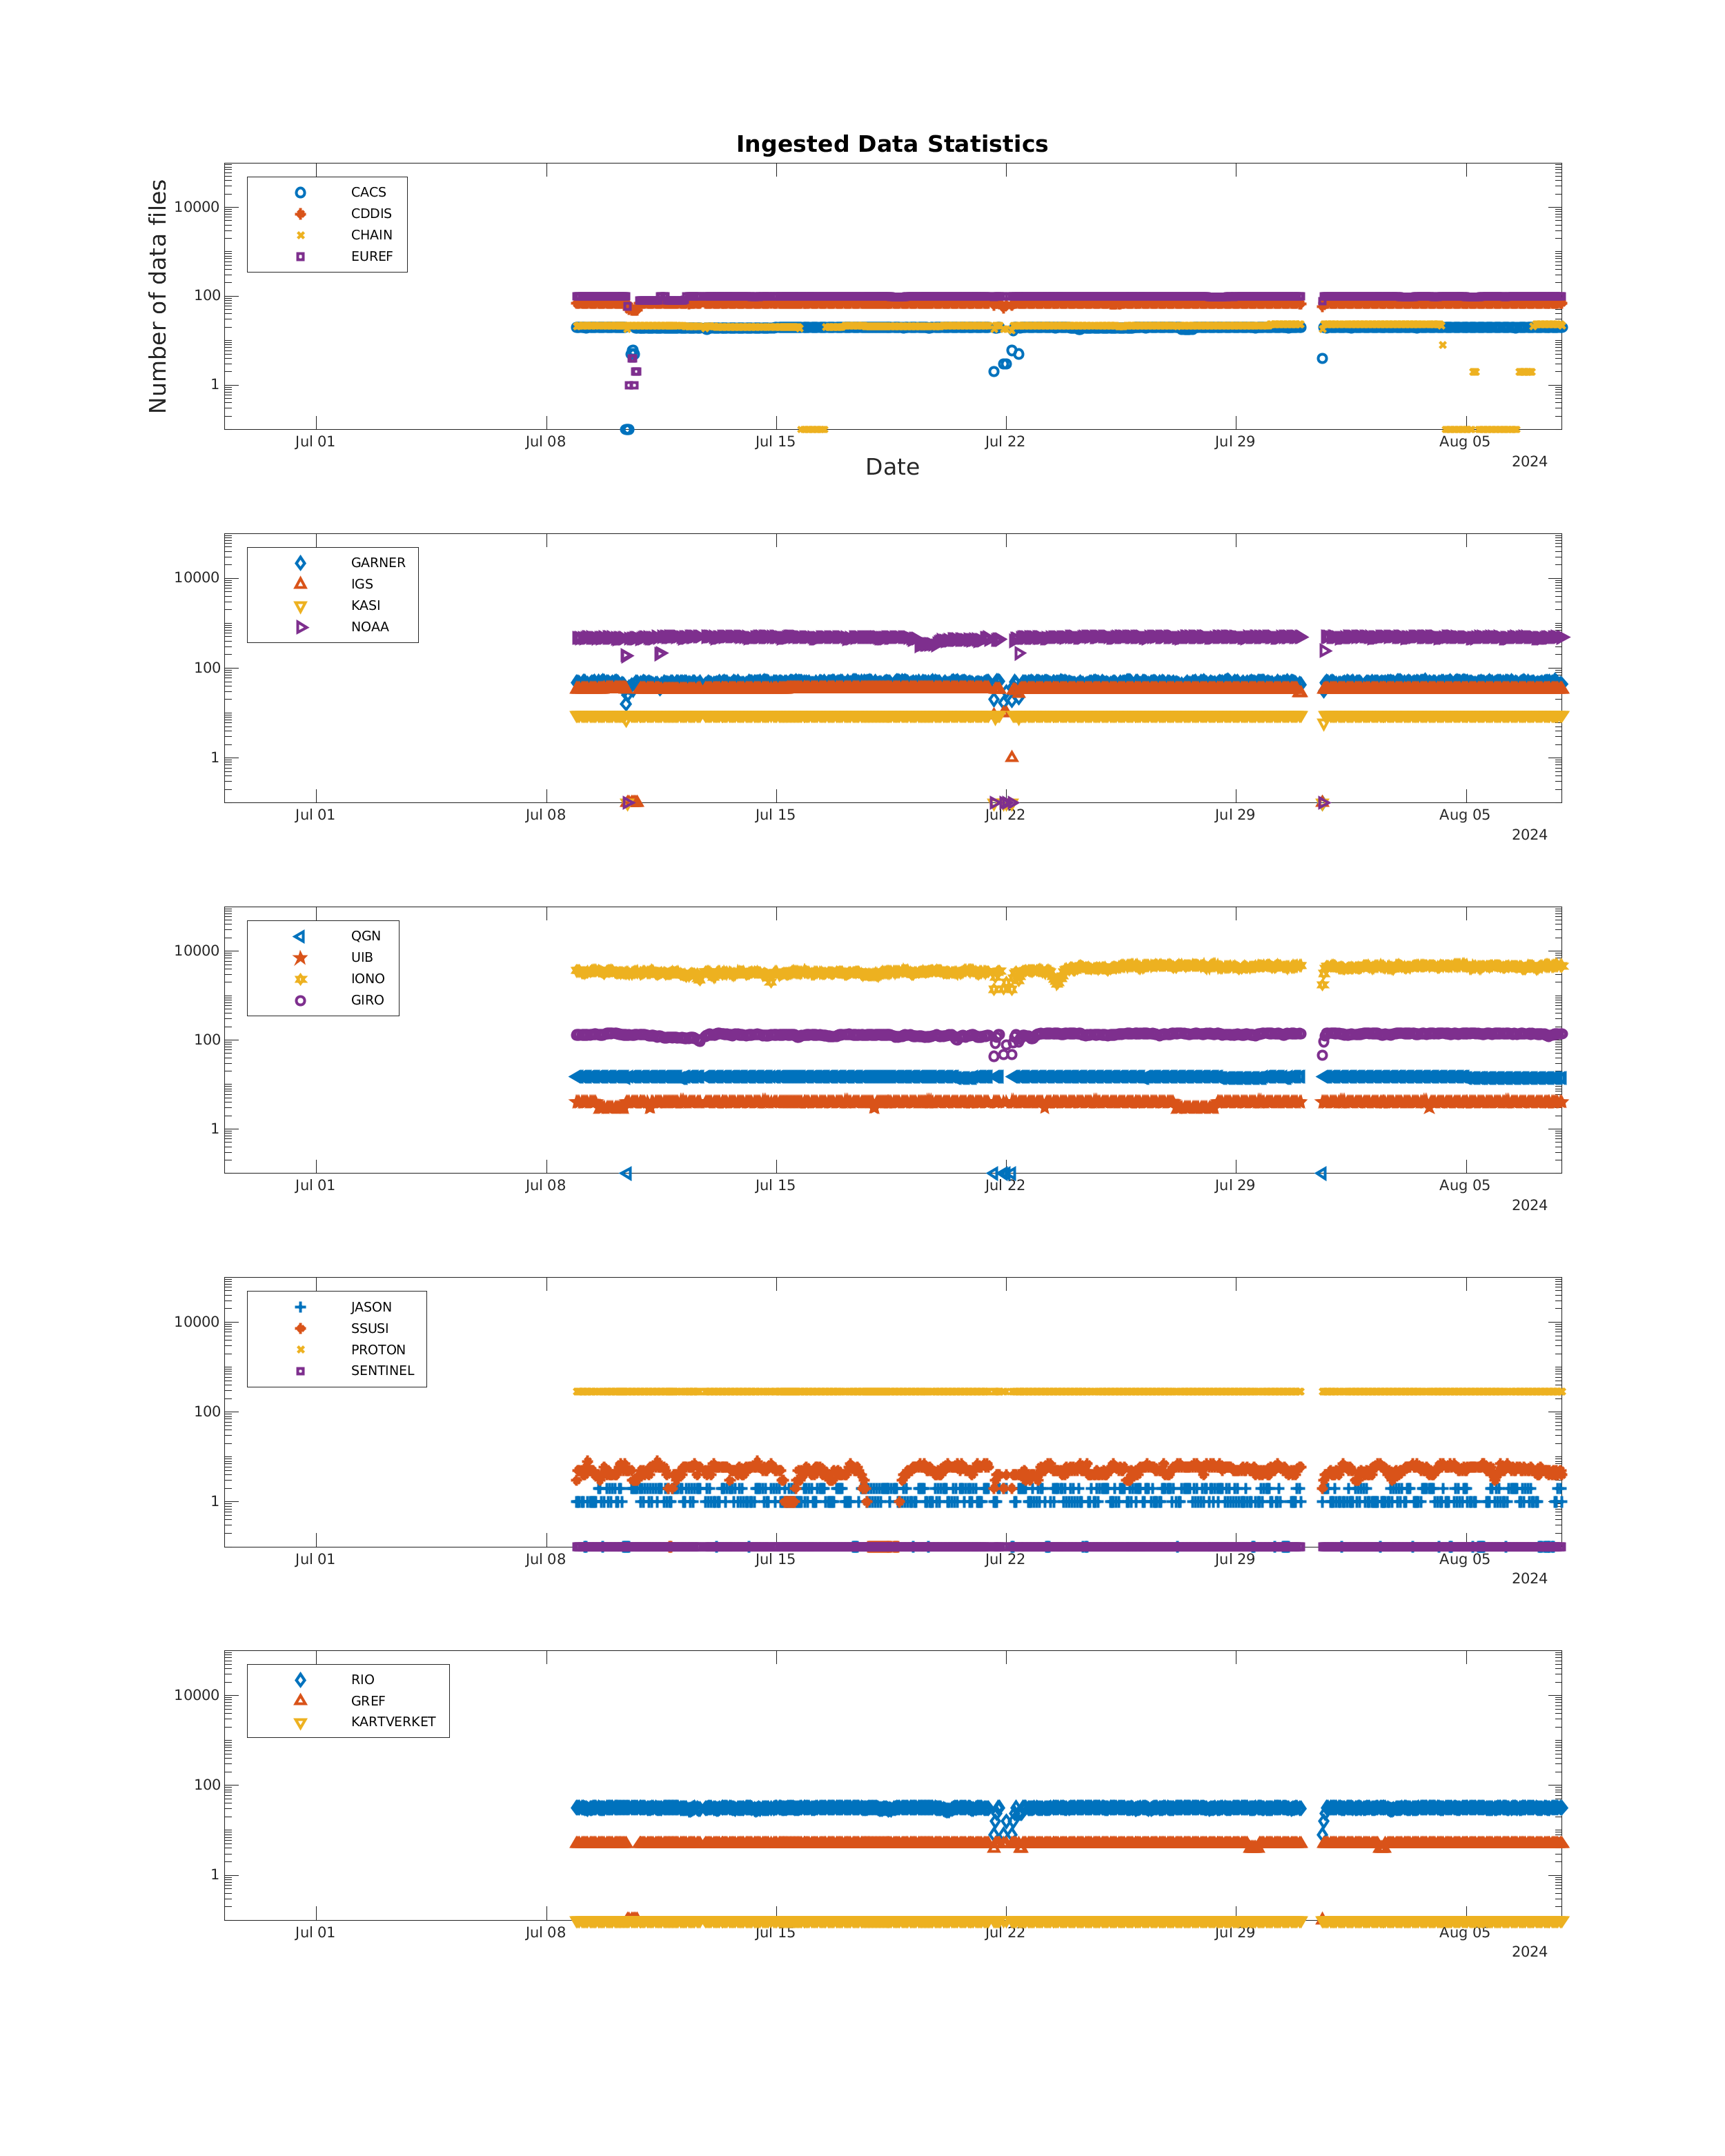 Ingested Data Statistics
Number of data files
10000
100
1
CACS
CDDIS
CHAIN
EUREF
Jul 01 Jul 08 Jul 15 Jul 22 Jul 29 Aug 05
2024
Date
10000
100
1
GARNER
IGS
KASI
NOAA
Jul 01 Jul 08 Jul 15 Jul 22 Jul 29 Aug 05
2024
10000
100
1
QGN
UIB
IONO
GIRO
Jul 01 Jul 08 Jul 15 Jul 22 Jul 29 Aug 05
2024
10000
100
1
JASON
SSUSI
PROTON
SENTINEL
Jul 01 Jul 08 Jul 15 Jul 22 Jul 29 Aug 05
2024
10000
100
1
RIO
GREF
KARTVERKET
Jul 01 Jul 08 Jul 15 Jul 22 Jul 29 Aug 05
2024